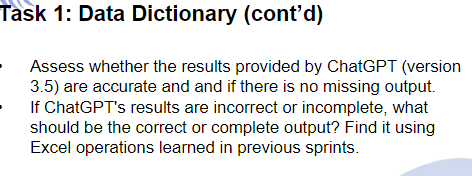 Task 1: Data Dictionary (cont’d)
• Assess whether the results provided by ChatGPT (version
3.5) are accurate and and if there is no missing output.
• If ChatGPT's results are incorrect or incomplete, what
should be the correct or complete output? Find it using
Excel operations learned in previous sprints.